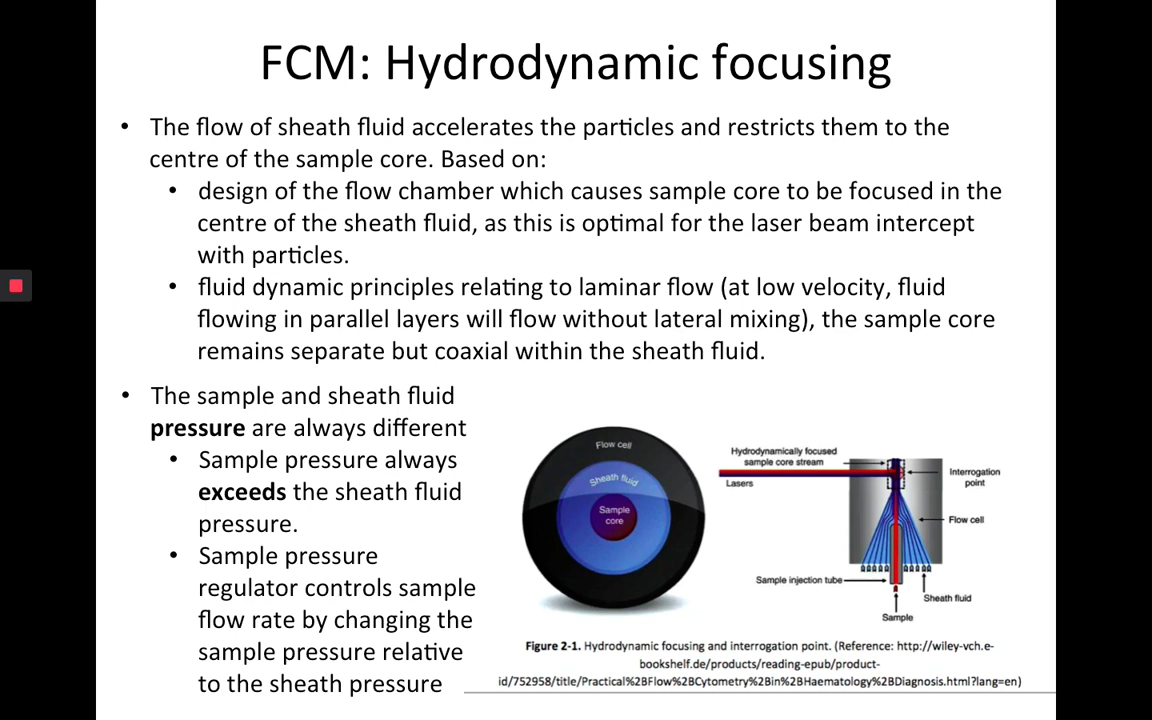 FCM: Hydrodynamic focusing
• The flow of sheath fluid accelerates the particles and restricts them to the
centre of the sample core. Based on:
• design of the flow chamber which causes sample core to be focused in the
centre of the sheath fluid, as this is optimal for the laser beam intercept
with particles.
• fluid dynamic principles relating to laminar flow (at low velocity, fluid
flowing in parallel layers will flow without lateral mixing), the sample core
remains separate but coaxial within the sheath fluid.
• The sample and sheath fluid
pressure are always different
• Sample pressure always
exceeds the sheath fluid
pressure.
• Sample pressure
regulator controls sample
flow rate by changing the
sample pressure relative
to the sheath pressure
Flow cell
Sheath fluid
Sample
core
Hydrodynamically focused
sample core stream
Lasers
Interrogation
point
Flow cell
Sample injection tube
Sheath fluid
Sample
Figure 2-1. Hydrodynamic focusing and interrogation point. (Reference: http://wiley-vch.e-
bookshelf.de/products/reading-epub/product-
id/752958/title/Practical%2BFlow%2BCytometry%2Bin%2BHaematology%2BDiagnosis.html?lang=en)